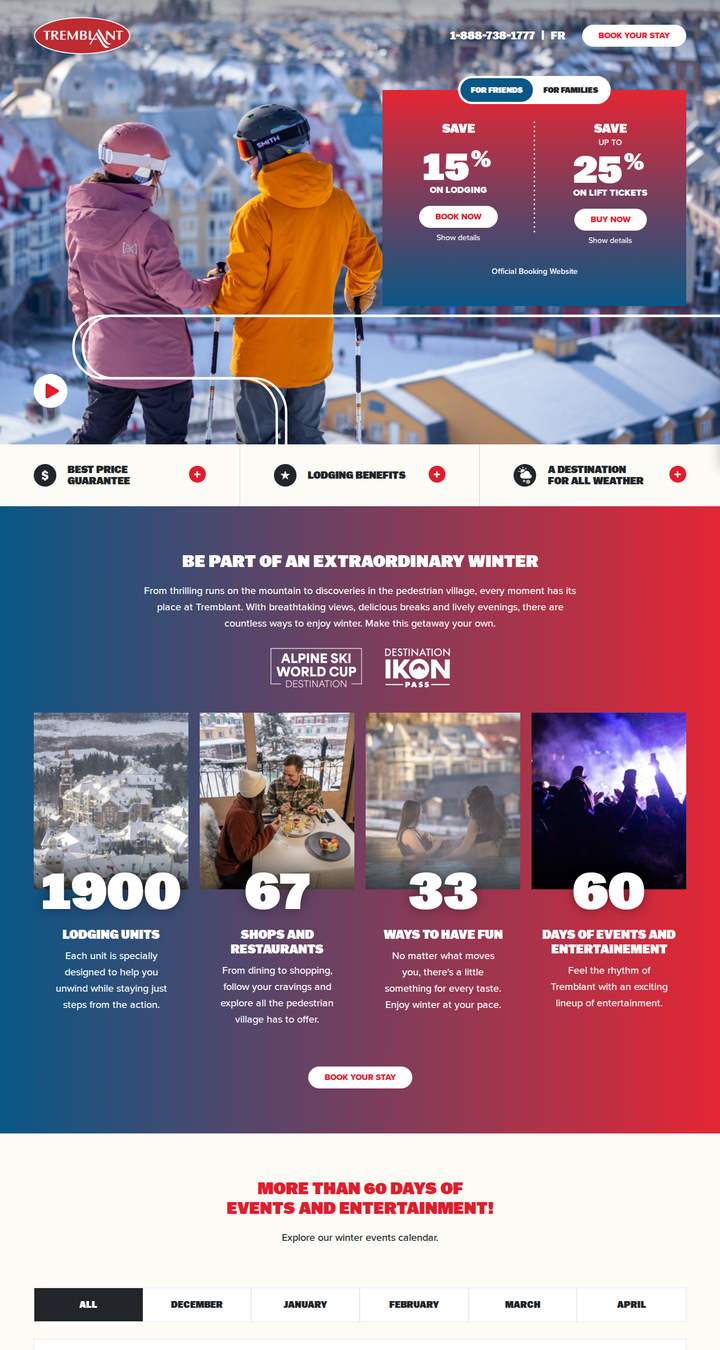 TREMBLANT
1-888-738-1777 | FR
BOOK YOUR STAY
FOR FRIENDS
FOR FAMILIES
SAVE
15%
ON LODGING
BOOK NOW
Show details
SAVE
UP TO
25%
ON LIFT TICKETS
BUY NOW
Show details
Official Booking Website
SMITH
BEST PRICE
GUARANTEE
LODGING BENEFITS
A DESTINATION
FOR ALL WEATHER
BE PART OF AN EXTRAORDINARY WINTER
From thrilling runs on the mountain to discoveries in the pedestrian village, every moment has its
place at Tremblant. With breathtaking views, delicious breaks and lively evenings, there are
countless ways to enjoy winter. Make this getaway your own.
ALPINE SKI
WORLD CUP
DESTINATION
DESTINATION
IKON
PASS
1900
LODGING UNITS
Each unit is specially
designed to help you
unwind while staying just
steps from the action.
67
SHOPS AND
RESTAURANTS
From dining to shopping,
follow your cravings and
explore all the pedestrian
village has to offer.
33
WAYS TO HAVE FUN
No matter what moves
you, there's a little
something for every taste.
Enjoy winter at your pace.
60
DAYS OF EVENTS AND
ENTERTAINEMENT
Feel the rhythm of
Tremblant with an exciting
lineup of entertainment.
BOOK YOUR STAY
MORE THAN 60 DAYS OF
EVENTS AND ENTERTAINMENT!
Explore our winter events calendar.
ALL
DECEMBER
JANUARY
FEBRUARY
MARCH
APRIL